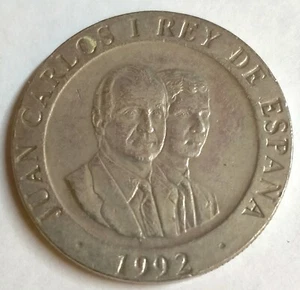 JUAN CARLOS I REY DE ESPAÑA
· 1992 ·